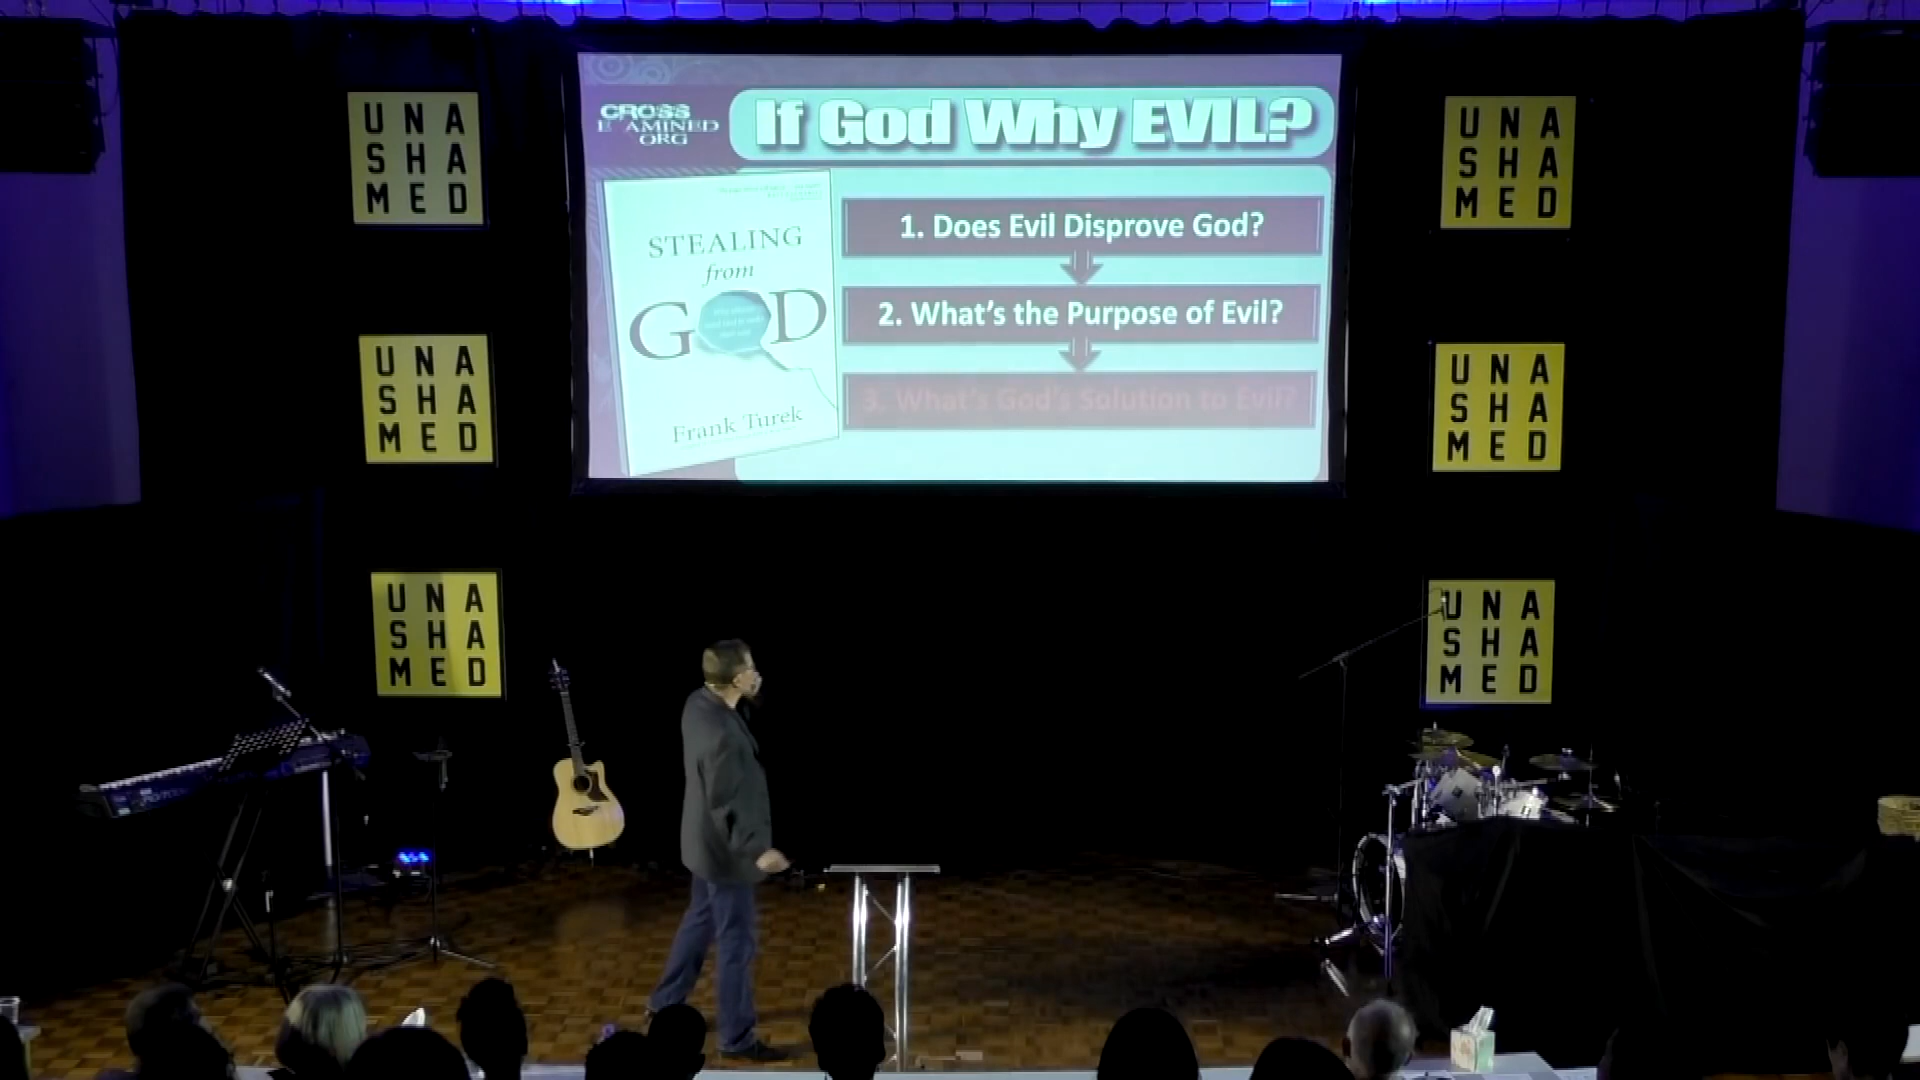 UNA
SHA
MED
UNA
SHA
MED
UNA
SHA
MED
CROSS
EXAMINED
ORG
If God Why EVIL?
STEALING
from
GOD
Frank Turek
1. Does Evil Disprove God?
2. What's the Purpose of Evil?
3. What's God's Solution to Evil?
UNA
SHA
MED
UNA
SHA
MED
UNA
SHA
MED